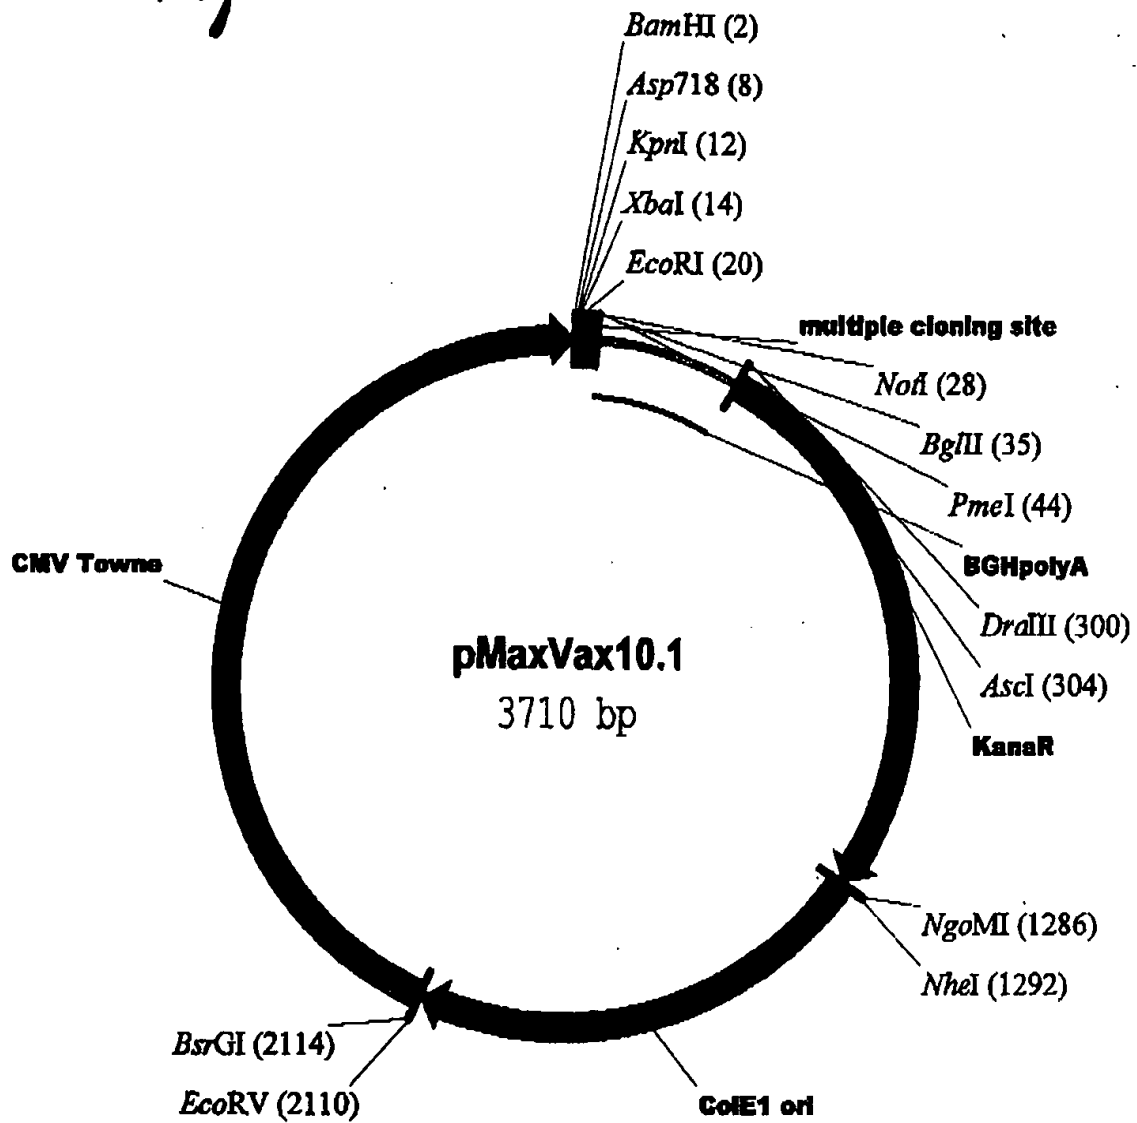 BamHI (2)
Asp718 (8)
KpnI (12)
XbaI (14)
EcoRI (20)
multiple cloning site
NotI (28)
BglII (35)
PmeI (44)
BGHpolyA
DraIII (300)
AscI (304)
KanaR
CMV Towne
pMaxVax10.1
3710 bp
NgoMI (1286)
NheI (1292)
BsrGI (2114)
EcoRV (2110)
ColE1 ori